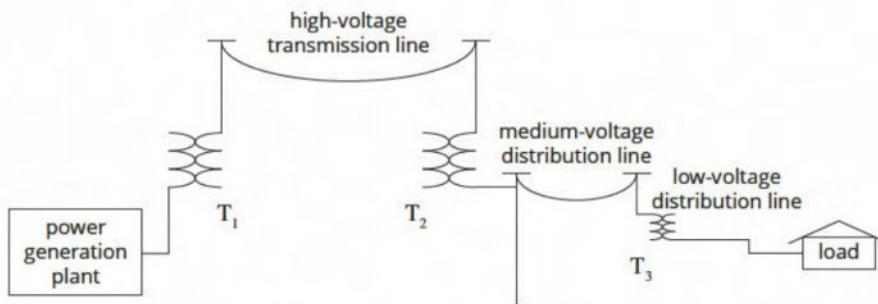 high-voltage
transmission line
medium-voltage
distribution line
low-voltage
distribution line
T1
T2
power
generation
plant
T3
load